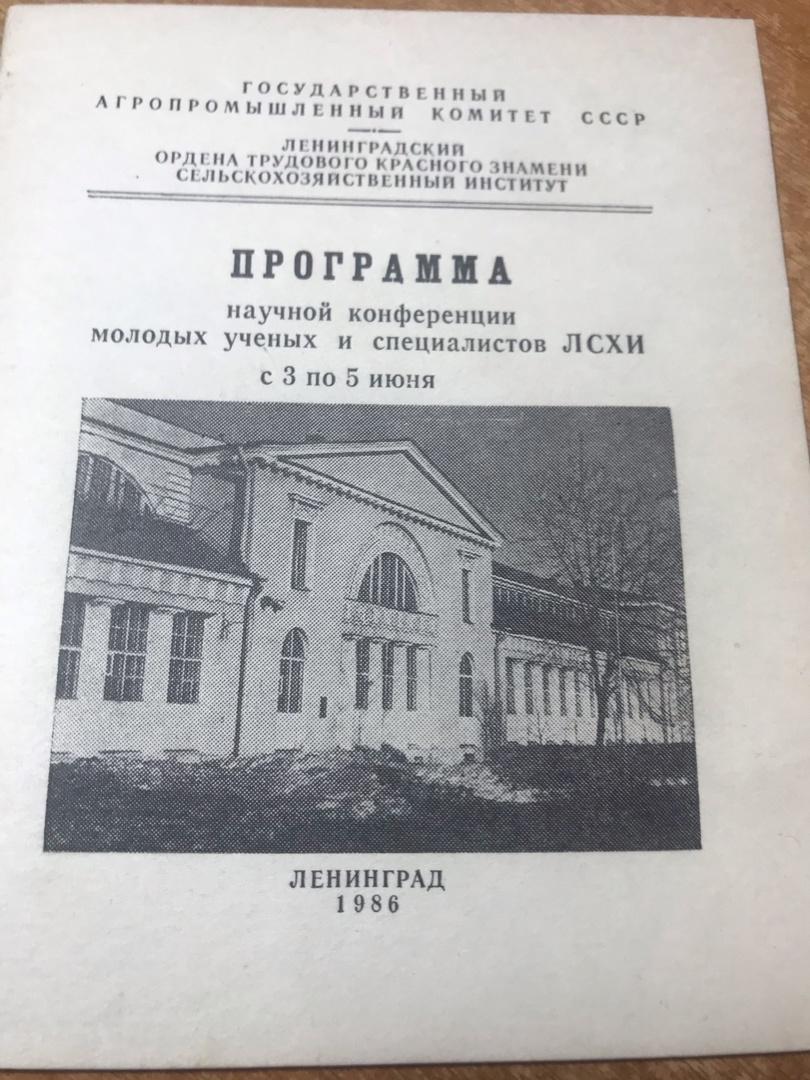 ГОСУДАРСТВЕННЫЙ
АГРОПРОМЫШЛЕННЫЙ КОМИТЕТ СССР
ЛЕНИНГРАДСКИЙ
ОРДЕНА ТРУДОВОГО КРАСНОГО ЗНАМЕНИ
СЕЛЬСКОХОЗЯЙСТВЕННЫЙ ИНСТИТУТ
ПРОГРАММА
научной конференции
молодых ученых и специалистов ЛСХИ
с 3 по 5 июня
ЛЕНИНГРАД
1986